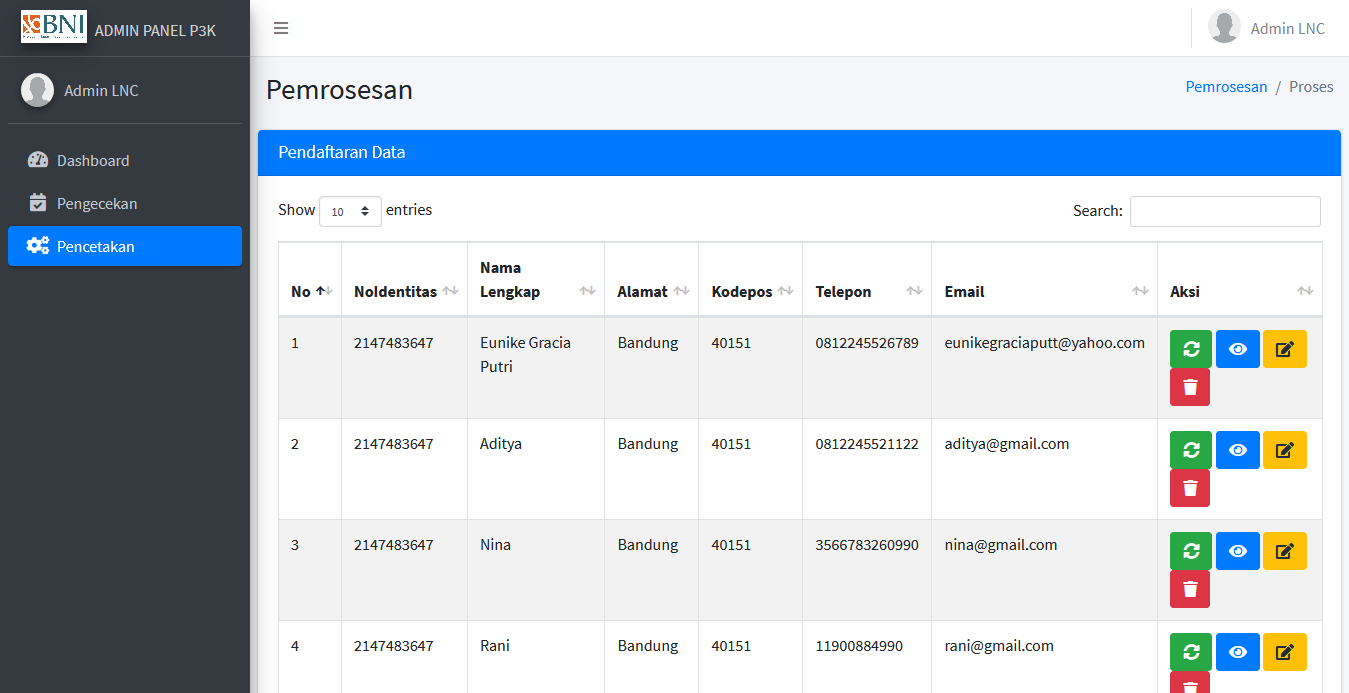 BNI ADMIN PANEL P3K
Admin LNC
Admin LNC
Dashboard
Pengecekan
Pencetakan
Pemrosesan
Pemrosesan / Proses
Pendaftaran Data
Show 10 entries
Search:
No NoIdentitas Nama Lengkap Alamat Kodepos Telepon Email Aksi
1 2147483647 Eunike Gracia Putri Bandung 40151 0812245526789 eunikegraciaputt@yahoo.com
2 2147483647 Aditya Bandung 40151 0812245521122 aditya@gmail.com
3 2147483647 Nina Bandung 40151 3566783260990 nina@gmail.com
4 2147483647 Rani Bandung 40151 11900884990 rani@gmail.com